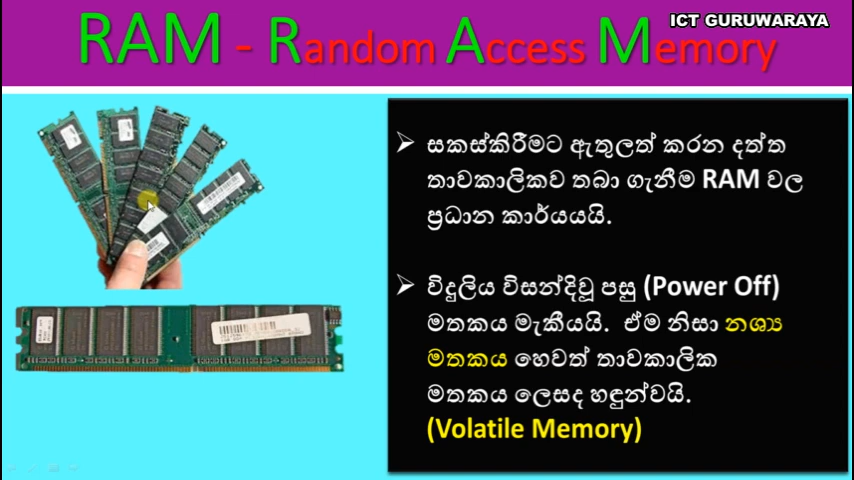 ICT GURUWARAYA
RAM - Random Access Memory
සකස්කිරීමට ඇතුලත් කරන දත්ත
තාවකාලිකව තබා ගැනීම RAM වල
ප්‍රධාන කාර්යයයි.
විදුලිය විසන්දිවූ පසු (Power Off)
මතකය මැකීයයි. ඒම නිසා නශ්‍ය
මතකය හෙවත් තාවකාලික
මතකය ලෙසද හඳුන්වයි.
(Volatile Memory)